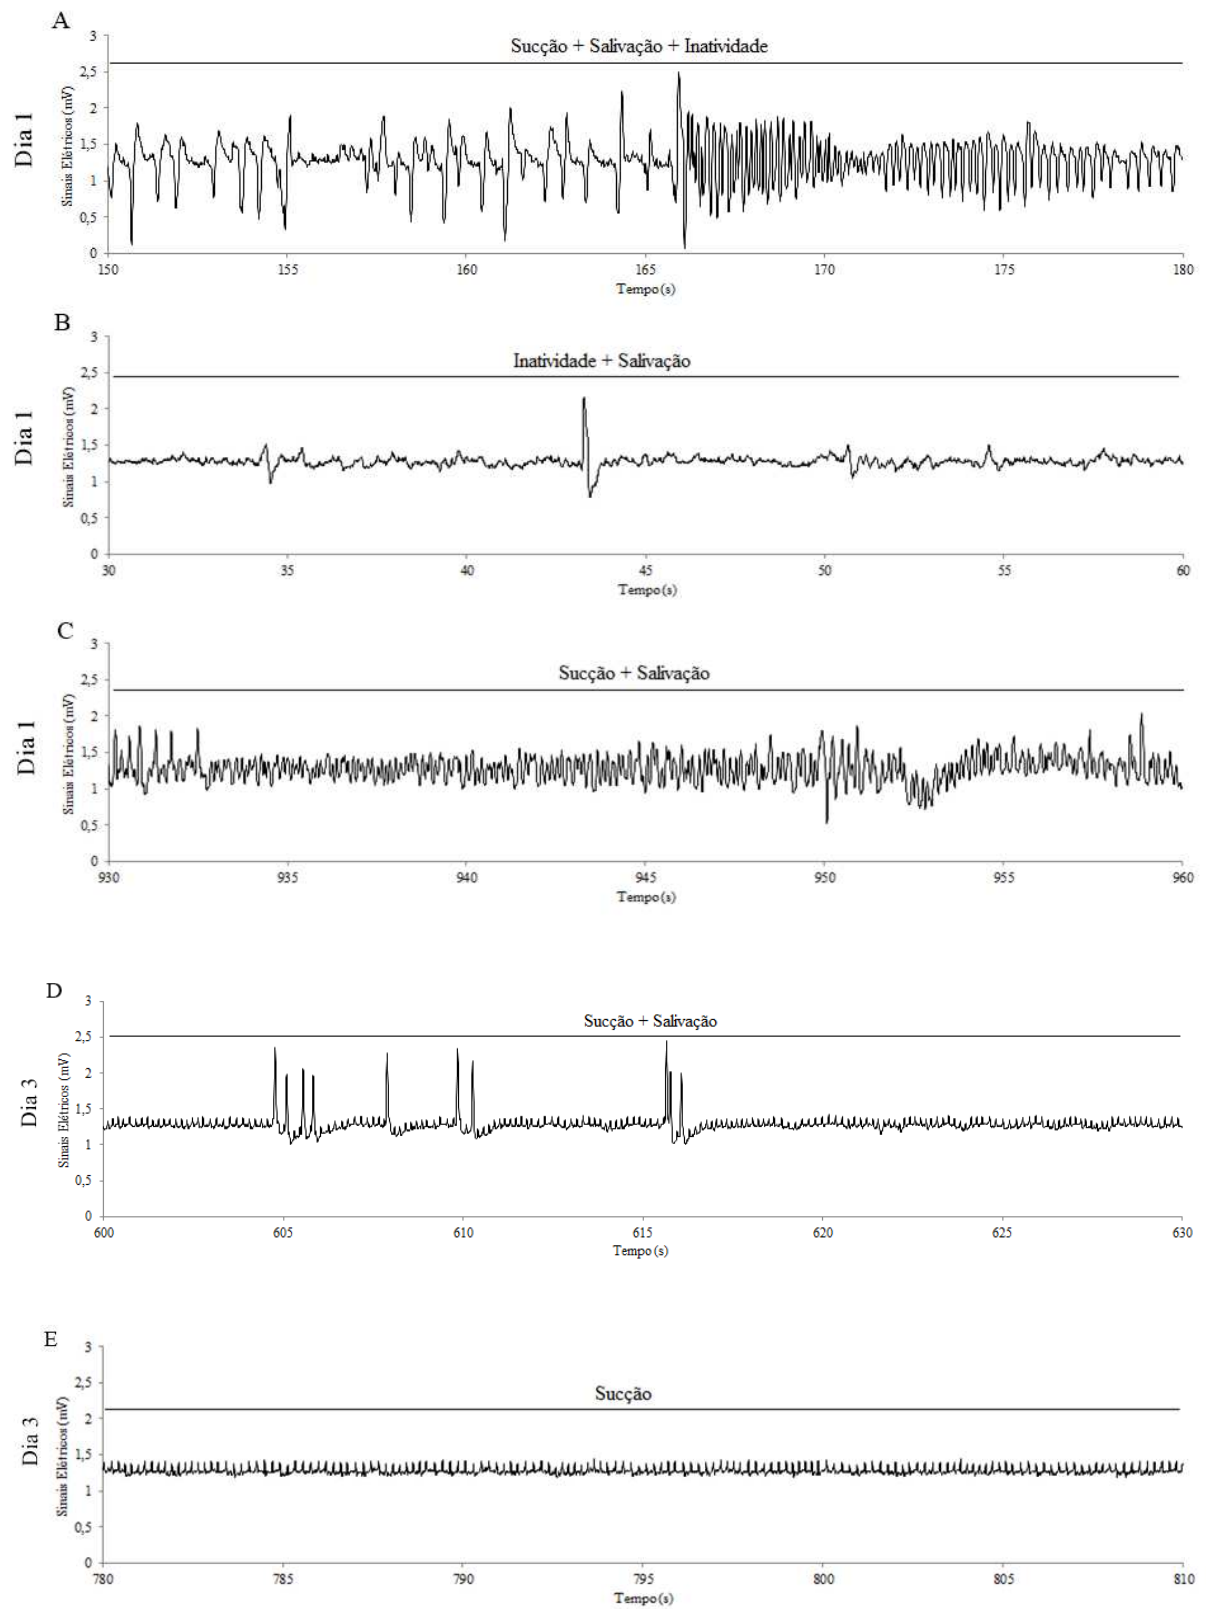 A
Sucção + Salivação + Inatividade
Dia 1
Sinais Elétricos (mV)
3
2,5
2
1,5
1
0,5
0
150 155 160 165 170 175 180
Tempo (s)
B
Inatividade + Salivação
Dia 1
Sinais Elétricos (mV)
3
2,5
2
1,5
1
0,5
0
30 35 40 45 50 55 60
Tempo (s)
C
Sucção + Salivação
Dia 1
Sinais Elétricos (mV)
3
2,5
2
1,5
1
0,5
0
930 935 940 945 950 955 960
Tempo (s)
D
Sucção + Salivação
Dia 3
Sinais Elétricos (mV)
3
2,5
2
1,5
1
0,5
0
600 605 610 615 620 625 630
Tempo (s)
E
Sucção
Dia 3
Sinais Elétricos (mV)
3
2,5
2
1,5
1
0,5
0
780 785 790 795 800 805 810
Tempo (s)